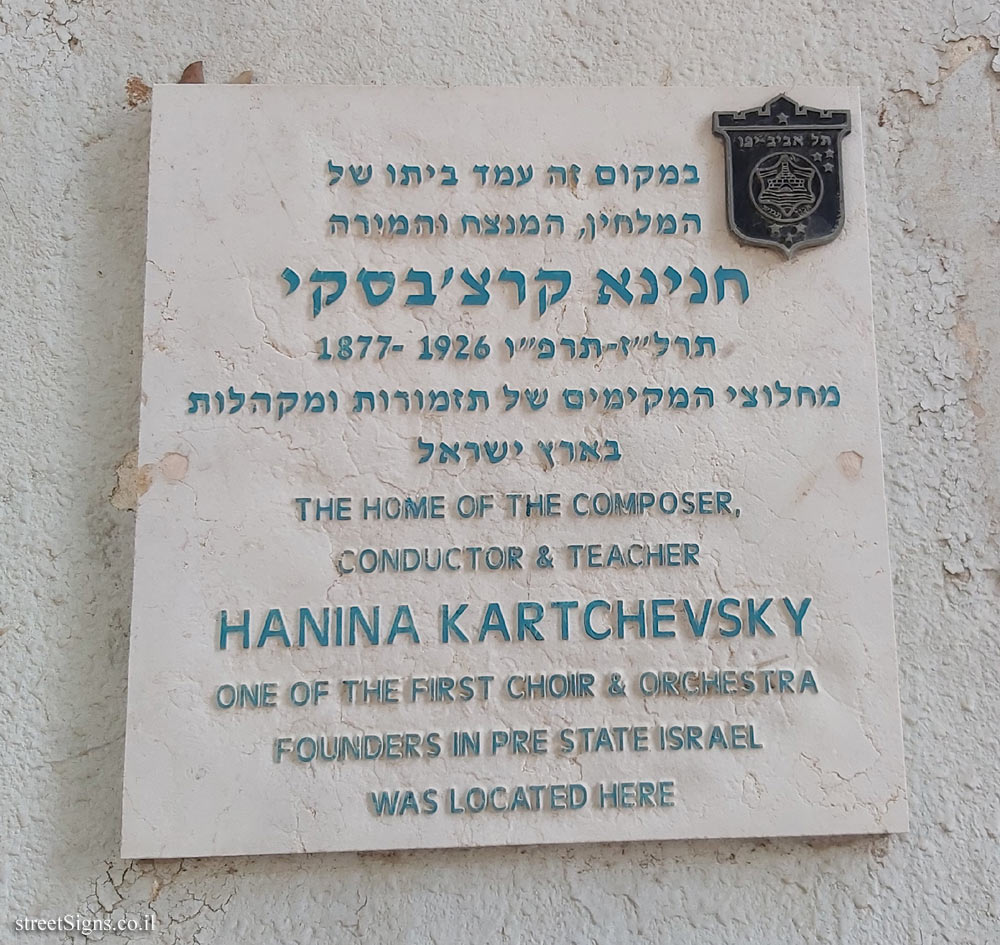 תל אביב-יפו
במקום זה עמד ביתו של
המלחין, המנצח והמורה
חנינא קרצ'בסקי
תרל"ז-תרפ"ו 1926 -1877
מחלוצי המקימים של תזמורות ומקהלות
בארץ ישראל
THE HOME OF THE COMPOSER,
CONDUCTOR & TEACHER
HANINA KARTCHEVSKY
ONE OF THE FIRST CHOIR & ORCHESTRA
FOUNDERS IN PRE STATE ISRAEL
WAS LOCATED HERE
streetSigns.co.il